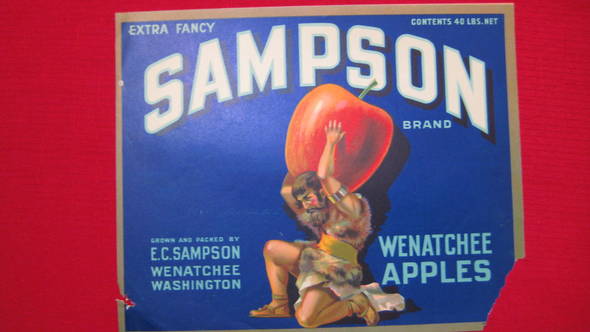 EXTRA FANCY
CONTENTS 40 LBS. NET
SAMPSON
BRAND
GROWN AND PACKED BY
E.C. SAMPSON
WENATCHEE
WASHINGTON
WENATCHEE
APPLES